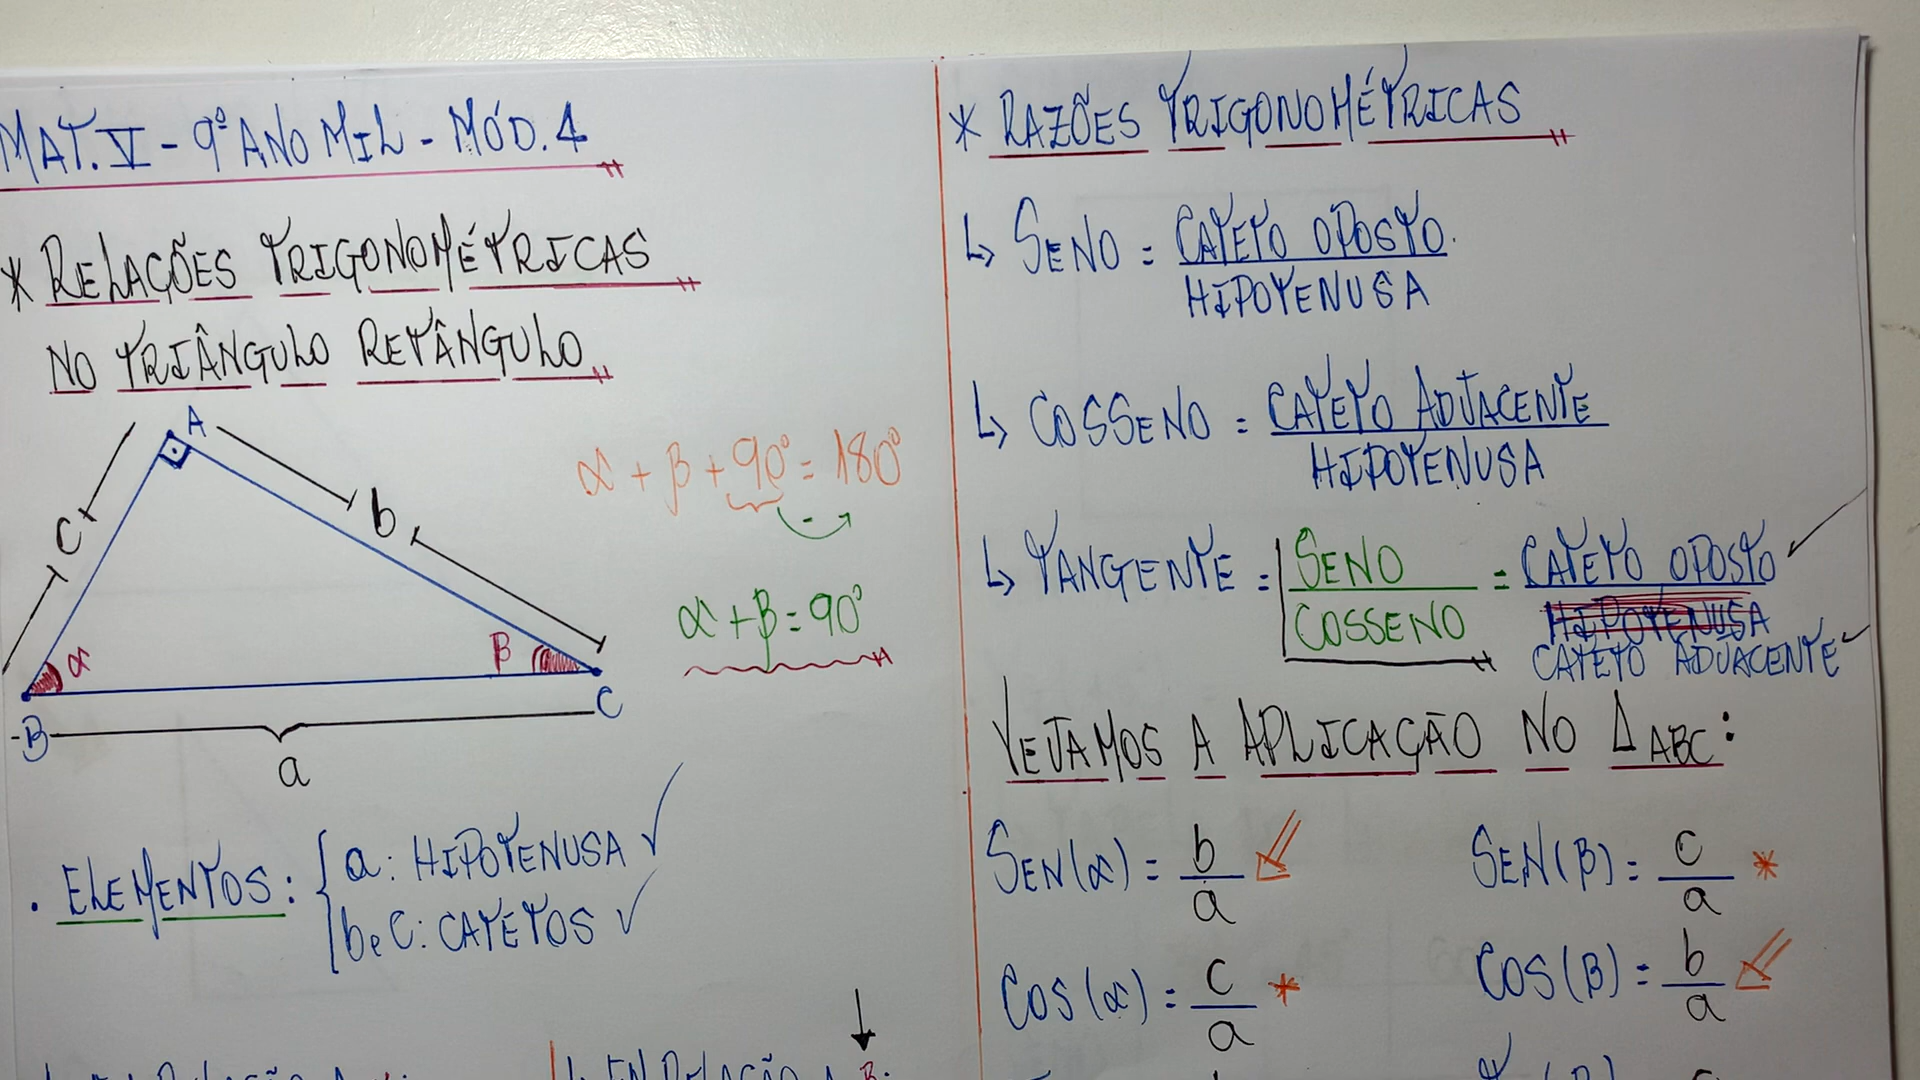 MAT. V - 9º ANO MIL - MÓD. 4
* RELAÇÕES TRIGONOMÉTRICAS
NO TRIÂNGULO RETÂNGULO
A
c
b
α
β
B
C
a
α + β + 90° = 180°
-
α + β = 90°
. ELEMENTOS: { a: HIPOTENUSA ✓
b e c: CATETOS ✓
* RAZÕES TRIGONOMÉTRICAS
↳ SENO = CATETO OPOSTO
HIPOTENUSA
↳ COSSENO = CATETO ADJACENTE
HIPOTENUSA
↳ TANGENTE = SENO = CATETO OPOSTO
COSSENO HIPOTENUSA
CATETO ADJACENTE
VEJAMOS A APLICAÇÃO NO Δ ABC:
SEN(α) = b/a
SEN(β) = c/a *
COS(α) = c/a *
COS(β) = b/a